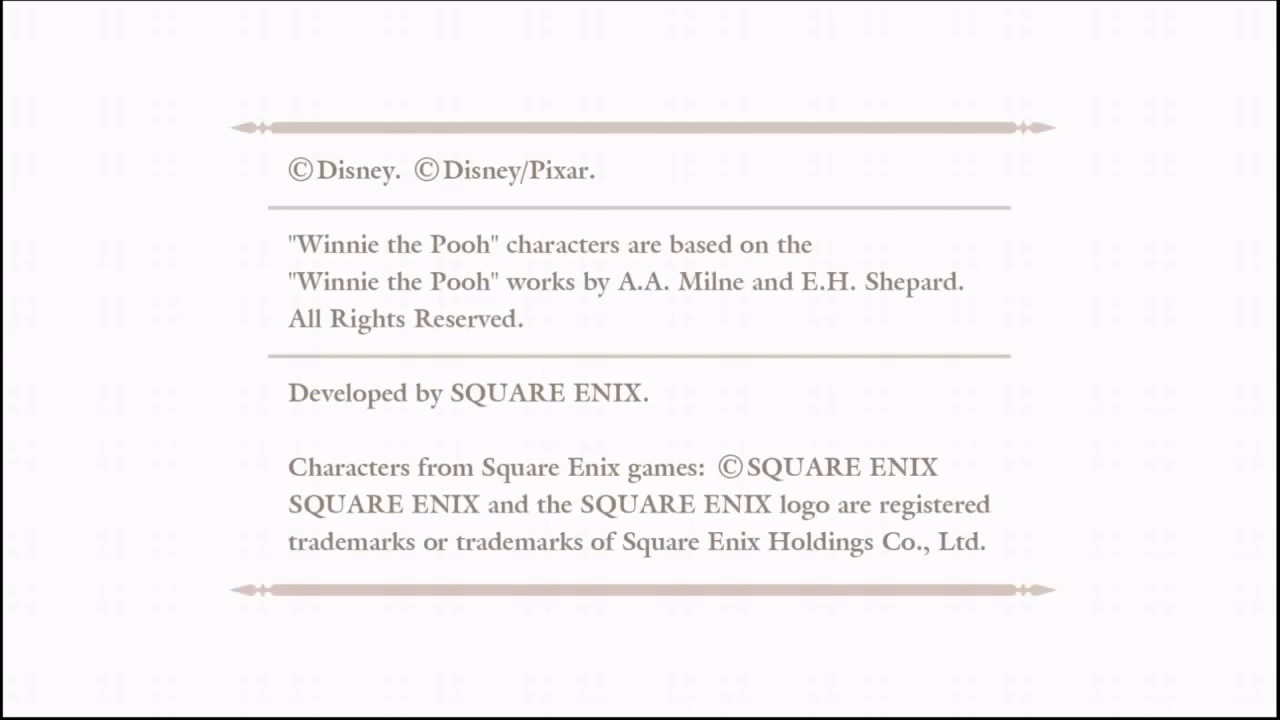 ©Disney. ©Disney/Pixar.
"Winnie the Pooh" characters are based on the
"Winnie the Pooh" works by A.A. Milne and E.H. Shepard.
All Rights Reserved.
Developed by SQUARE ENIX.
Characters from Square Enix games: ©SQUARE ENIX
SQUARE ENIX and the SQUARE ENIX logo are registered
trademarks or trademarks of Square Enix Holdings Co., Ltd.